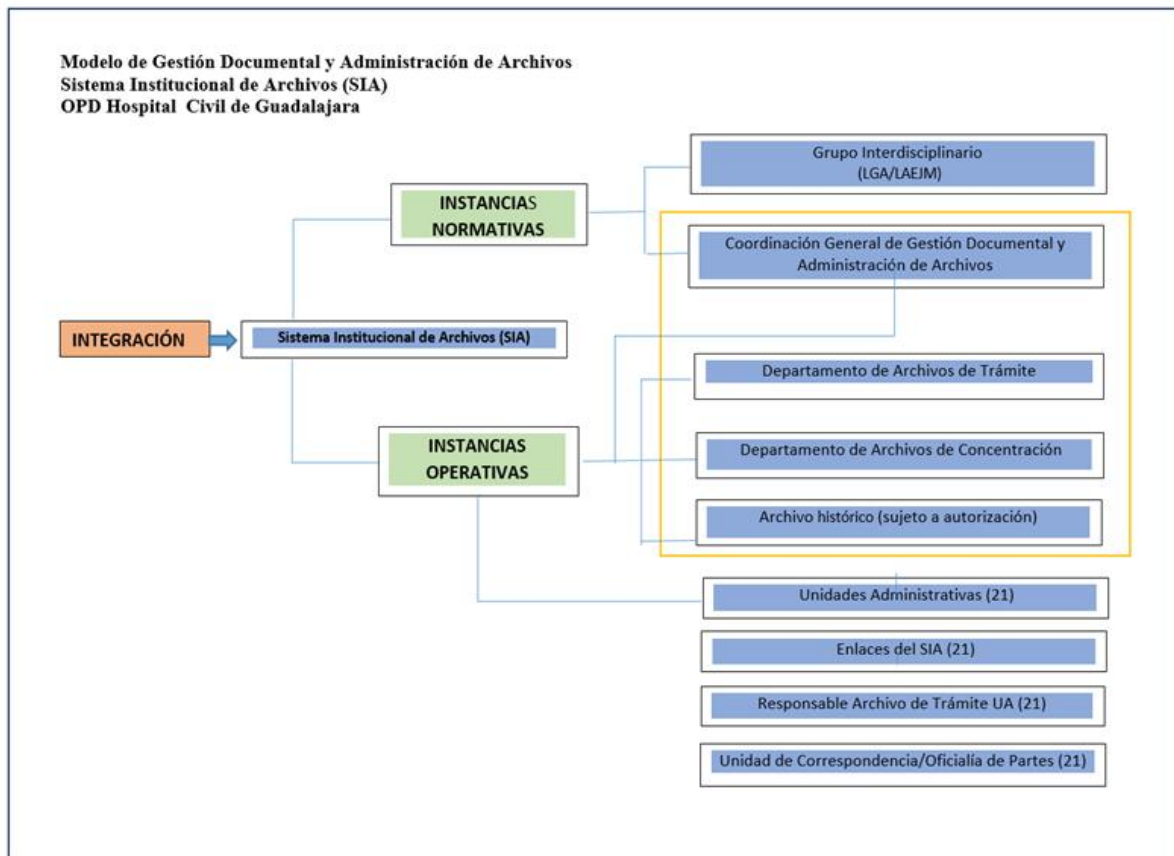 Modelo de Gestión Documental y Administración de Archivos
Sistema Institucional de Archivos (SIA)
OPD Hospital Civil de Guadalajara
Grupo Interdisciplinario
(LGA/LAEJM)
INSTANCIAS
NORMATIVAS
Coordinación General de Gestión Documental y
Administración de Archivos
INTEGRACIÓN
Sistema Institucional de Archivos (SIA)
Departamento de Archivos de Trámite
INSTANCIAS
OPERATIVAS
Departamento de Archivos de Concentración
Archivo histórico (sujeto a autorización)
Unidades Administrativas (21)
Enlaces del SIA (21)
Responsable Archivo de Trámite UA (21)
Unidad de Correspondencia/Oficialía de Partes (21)